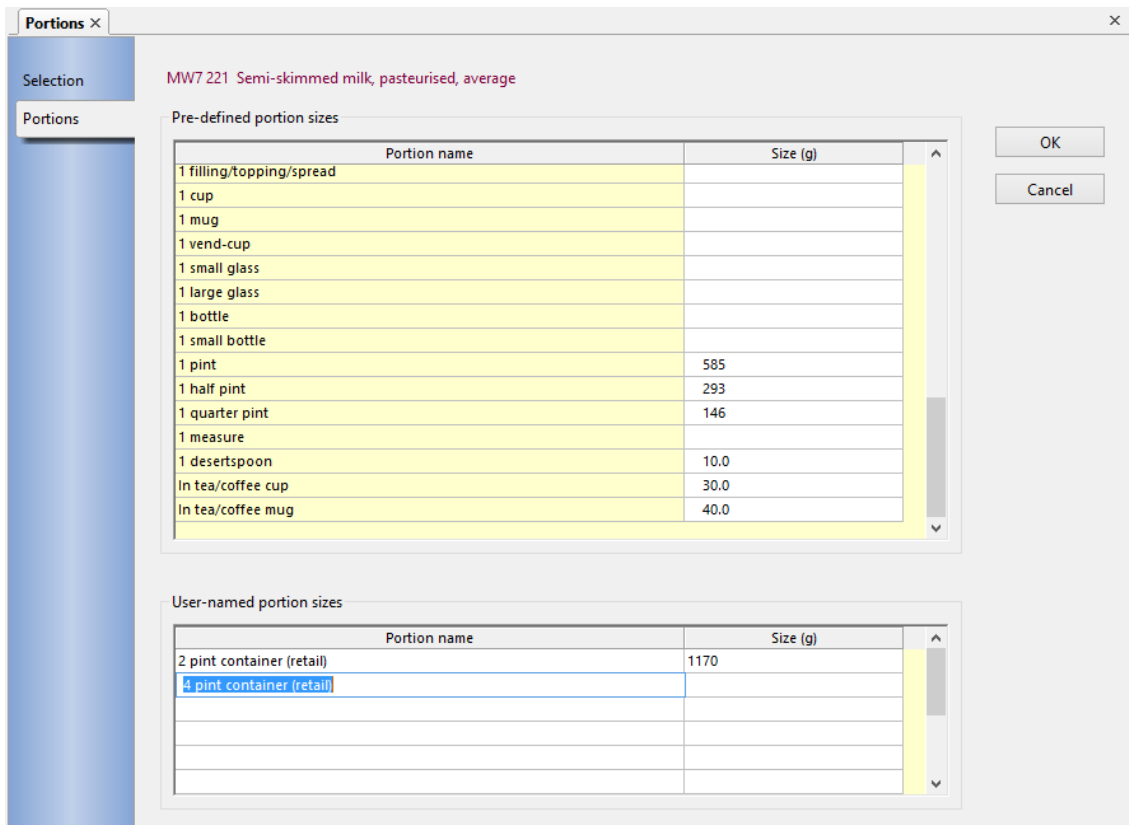 Portions ×
Selection
Portions
MW7 221 Semi-skimmed milk, pasteurised, average
Pre-defined portion sizes
Portion name Size (g)
1 filling/topping/spread
1 cup
1 mug
1 vend-cup
1 small glass
1 large glass
1 bottle
1 small bottle
1 pint 585
1 half pint 293
1 quarter pint 146
1 measure
1 desertspoon 10.0
In tea/coffee cup 30.0
In tea/coffee mug 40.0
OK
Cancel
User-named portion sizes
Portion name Size (g)
2 pint container (retail) 1170
4 pint container (retail)